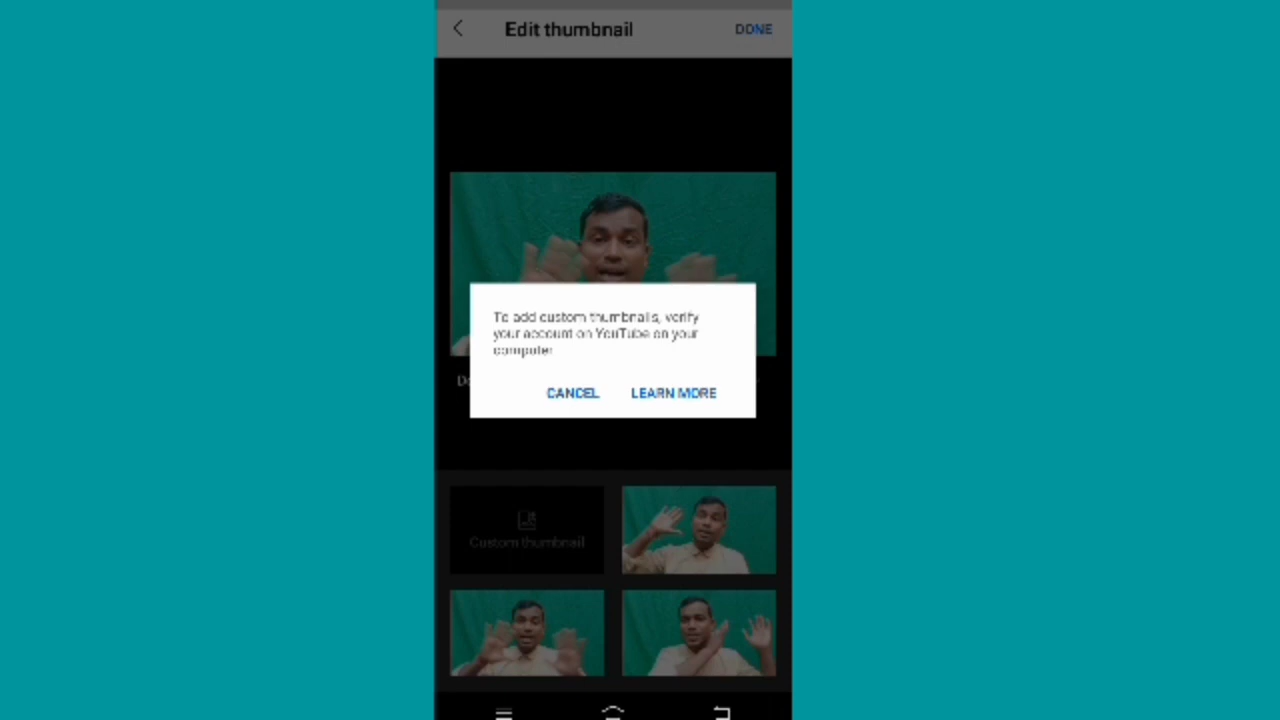 Edit thumbnail
DONE
To add custom thumbnails, verify
your account on YouTube on your
computer
CANCEL
LEARN MORE
Custom thumbnail